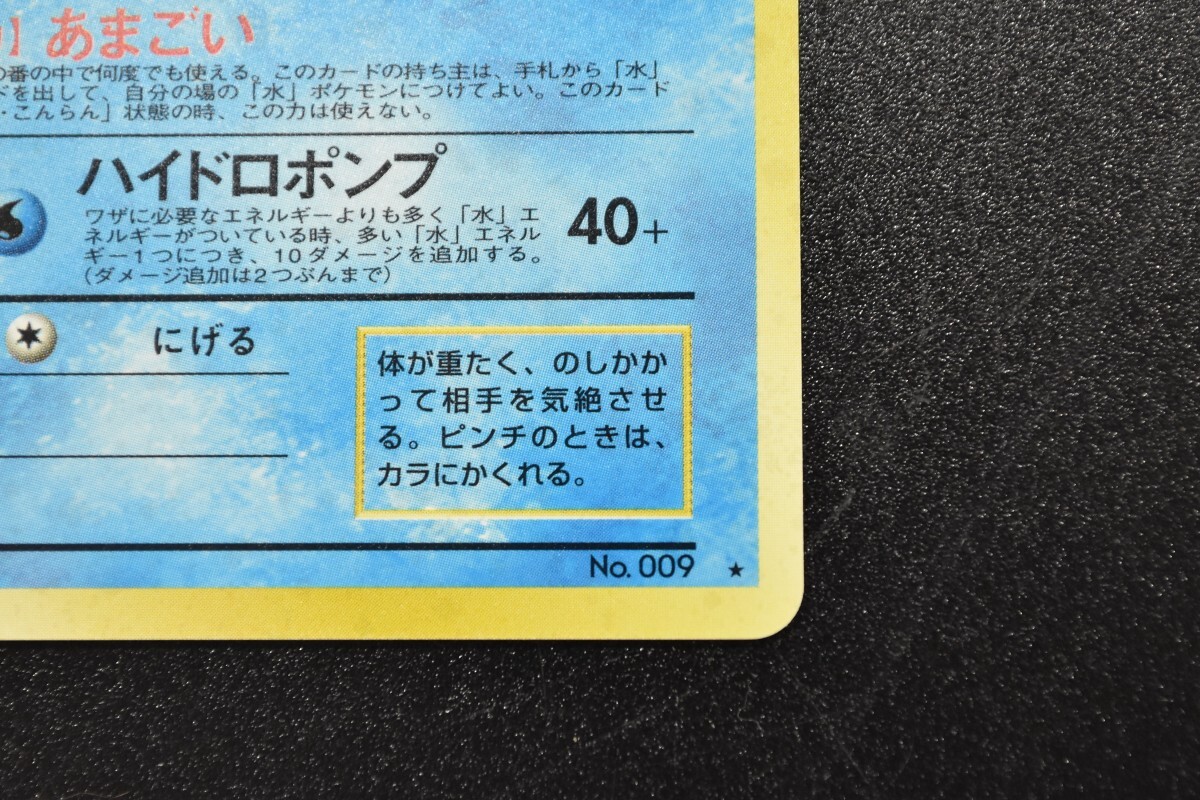 】あまごい
の番の中で何度でも使える。このカードの持ち主は、手札から「水」
ドを出して、自分の場の「水」ポケモンにつけてよい。このカード
・こんらん」状態の時、この力は使えない。
ハイドロポンプ
ワザに必要なエネルギーよりも多く「水」エ
ネルギーがついている時、多い「水」エネル
ギー1つにつき、10ダメージを追加する。
(ダメージ追加は2つぶんまで)
40+
にげる
体が重たく、のしかか
って相手を気絶させ
る。ピンチのときは、
カラにかくれる。
No. 009 ★